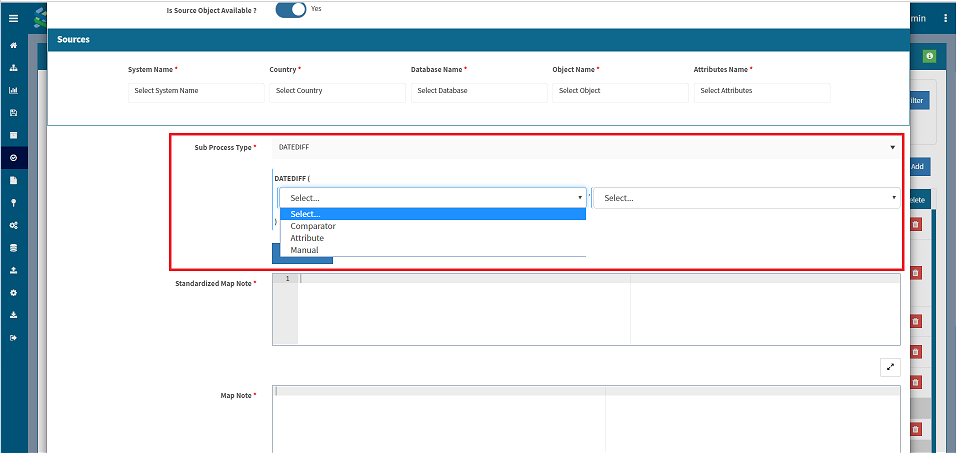 Is Source Object Available ? Yes
min
Sources
System Name * Country * Database Name * Object Name * Attributes Name *
Select System Name Select Country Select Database Select Object Select Attributes
ilter
Sub Process Type * DATEDIFF
Add
DATEDIFF (
Select... , Select...
elete
Select...
Comparator
)
Attribute
Manual
Standardized Map Note * 1
Map Note *